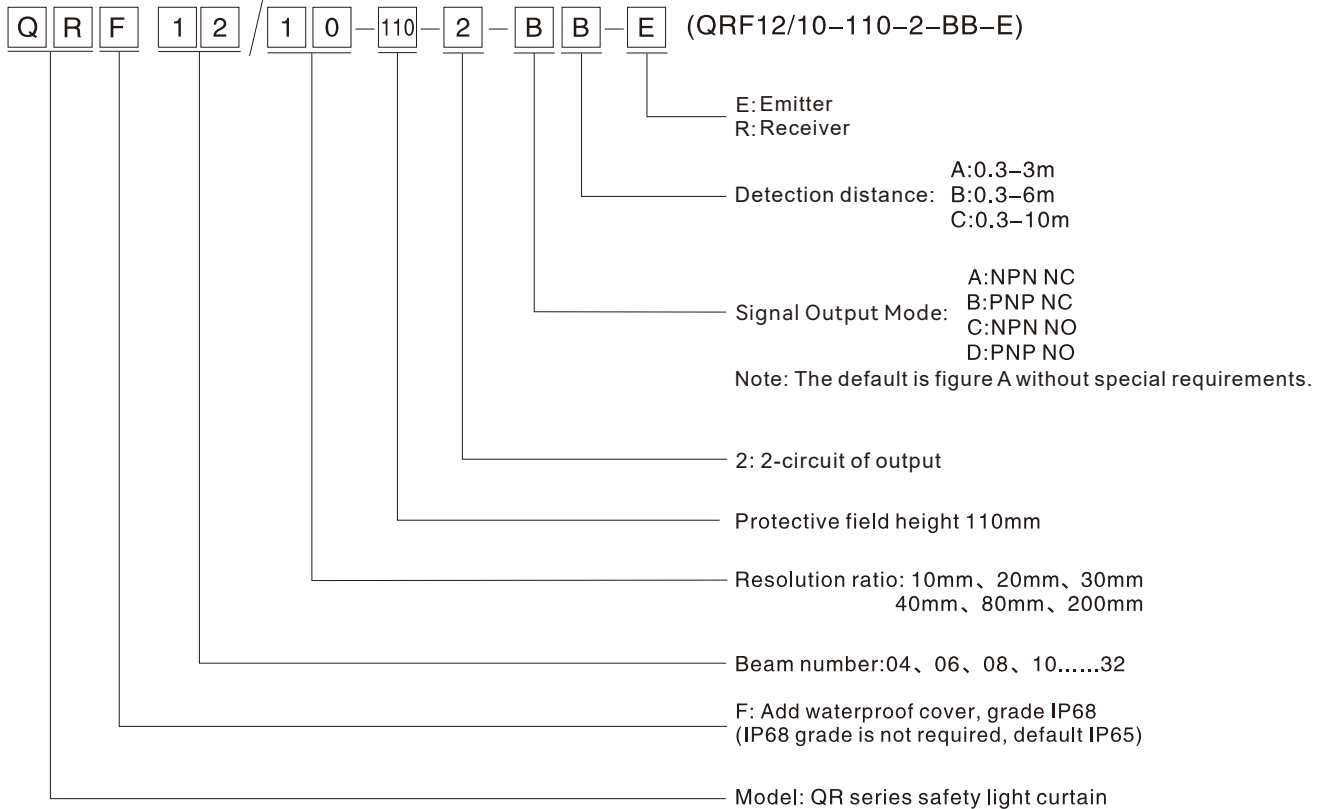 QRF 12/10–110–2–BB–E (QRF12/10–110–2–BB–E)
E: Emitter
R: Receiver
Detection distance: A:0.3–3m
B:0.3–6m
C:0.3–10m
Signal Output Mode: A:NPN NC
B:PNP NC
C:NPN NO
D:PNP NO
Note: The default is figure A without special requirements.
2: 2-circuit of output
Protective field height 110mm
Resolution ratio: 10mm、20mm、30mm
40mm、80mm、200mm
Beam number:04、06、08、10......32
F: Add waterproof cover, grade IP68
(IP68 grade is not required, default IP65)
Model: QR series safety light curtain